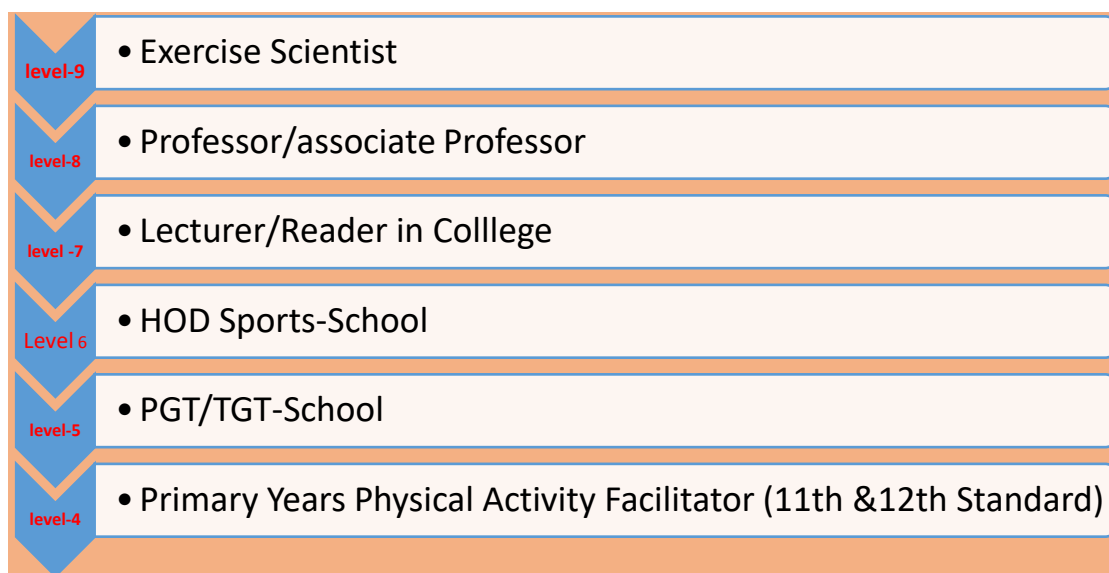 level-9
• Exercise Scientist
level-8
• Professor/associate Professor
level -7
• Lecturer/Reader in Colllege
Level 6
• HOD Sports-School
level-5
• PGT/TGT-School
level-4
• Primary Years Physical Activity Facilitator (11th &12th Standard)